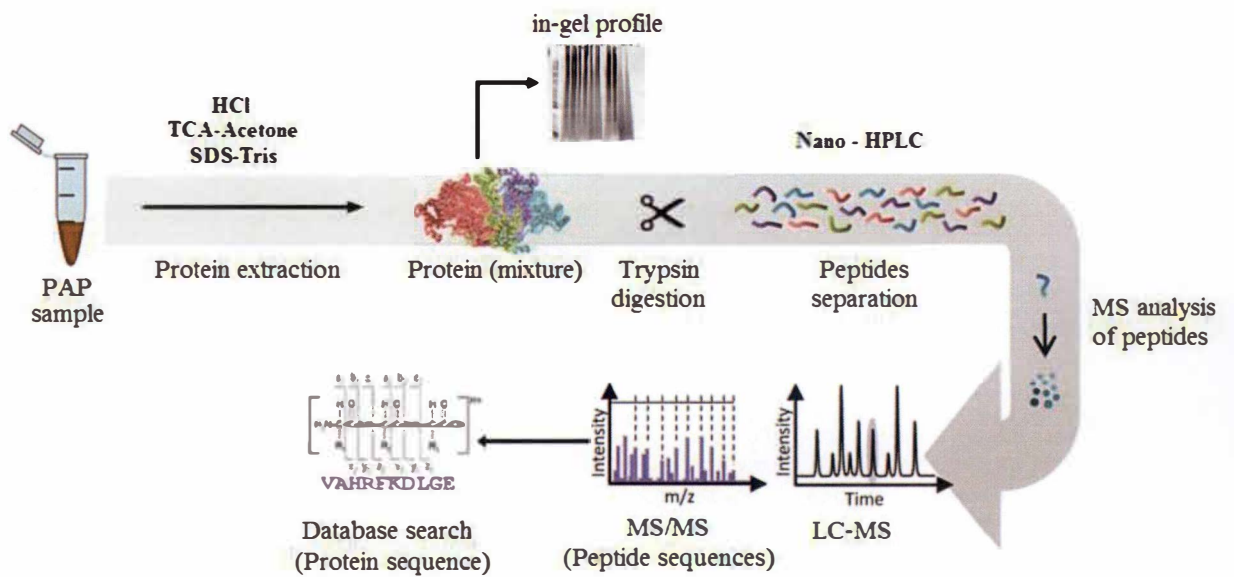 in-gel profile
HCl
TCA-Acetone
SDS-Tris
Nano - HPLC
PAP
sample
Protein extraction
Protein (mixture)
Trypsin
digestion
Peptides
separation
MS analysis
of peptides
Intensity
Time
LC-MS
Intensity
m/z
MS/MS
(Peptide sequences)
VAHRFKDLGE
Database search
(Protein sequence)